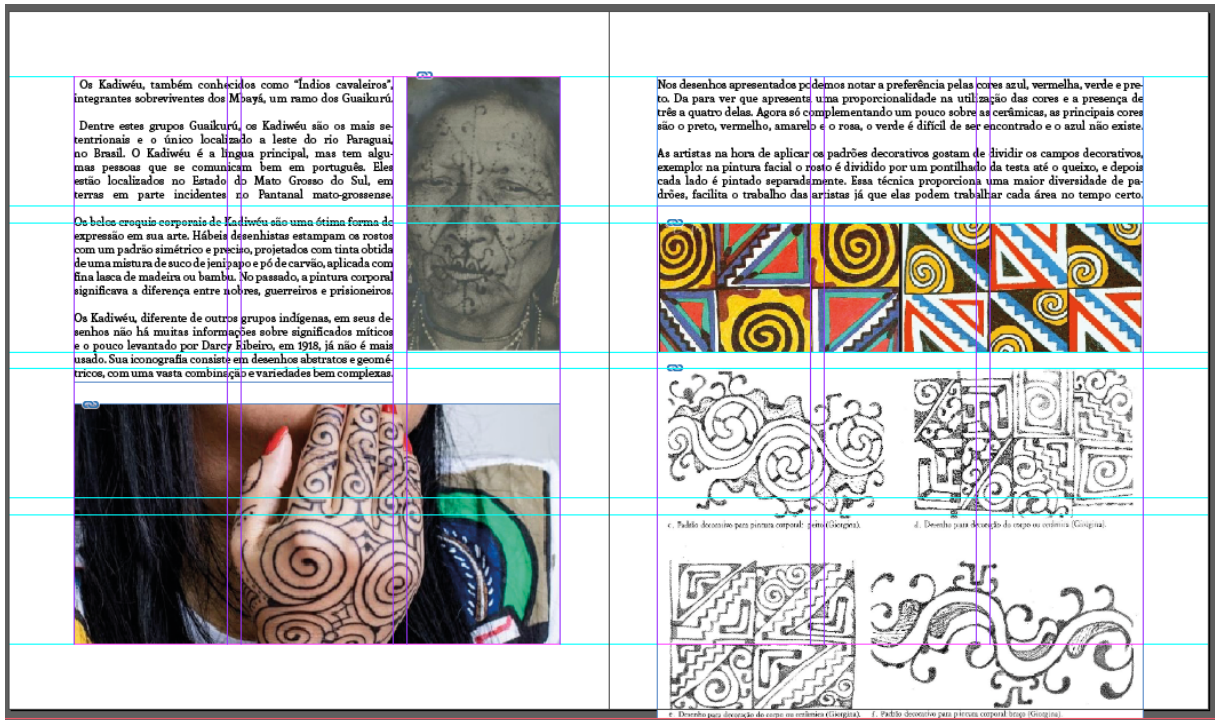 Os Kadiwéu, também conhecidos como “Índios cavaleiros”,
integrantes sobreviventes dos Mbayá, um ramo dos Guaikurú.
Dentre estes grupos Guaikurú, os Kadiwéu são os mais se-
tentrionais e o único localizado a leste do rio Paraguai,
no Brasil. O Kadiwéu é a língua principal, mas tem algu-
mas pessoas que se comunicam bem em português. Eles
estão localizados no Estado do Mato Grosso do Sul, em
terras em parte incidentes no Pantanal mato-grossense.
Os belos croquis corporais de Kadiwéu são uma ótima forma de
expressão em sua arte. Hábeis desenhistas estampam os rostos
com um padrão simétrico e preciso, projetados com tinta obtida
de uma mistura de suco de jenipapo e pó de carvão, aplicada com
fina lasca de madeira ou bambu. No passado, a pintura corporal
significava a diferença entre nobres, guerreiros e prisioneiros.
Os Kadiwéu, diferente de outros grupos indígenas, em seus de-
senhos não há muitas informações sobre significados míticos
e o pouco levantado por Darcy Ribeiro, em 1918, já não é mais
usado. Sua iconografia consiste em desenhos abstratos e geomé-
tricos, com uma vasta combinação e variedades bem complexas.
Nos desenhos apresentados podemos notar a preferência pelas cores azul, vermelha, verde e pre-
to. Da para ver que apresenta uma proporcionalidade na utilização das cores e a presença de
três a quatro delas. Agora só complementando um pouco sobre as cerâmicas, as principais cores
são o preto, vermelho, amarelo e o rosa, o verde é difícil de ser encontrado e o azul não existe.
As artistas na hora de aplicar os padrões decorativos gostam de dividir os campos decorativos,
exemplo: na pintura facial o rosto é dividido por um pontilhado da testa até o queixo, e depois
cada lado é pintado separadamente. Essa técnica proporciona uma maior diversidade de pa-
drões, facilita o trabalho das artistas já que elas podem trabalhar cada área no tempo certo.
c. Padrão decorativo para pintura corporal: peito (Giorgina).
d. Desenho para decoração do corpo ou cerâmica (Giorgina).
e. Desenho para decoração do corpo ou cerâmica (Giorgina).
f. Padrão decorativo para pintura corporal: braço (Giorgina)